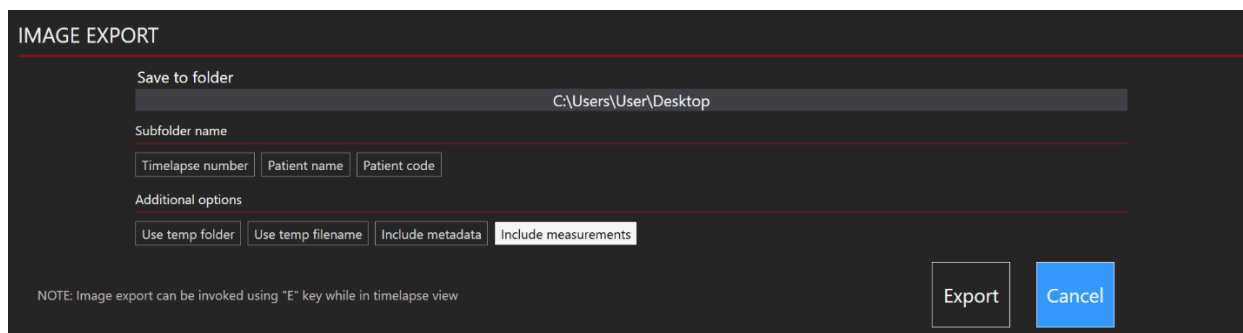 IMAGE EXPORT
Save to folder
C:\Users\User\Desktop
Subfolder name
Timelapse number Patient name Patient code
Additional options
Use temp folder Use temp filename Include metadata Include measurements
NOTE: Image export can be invoked using "E" key while in timelapse view
Export Cancel